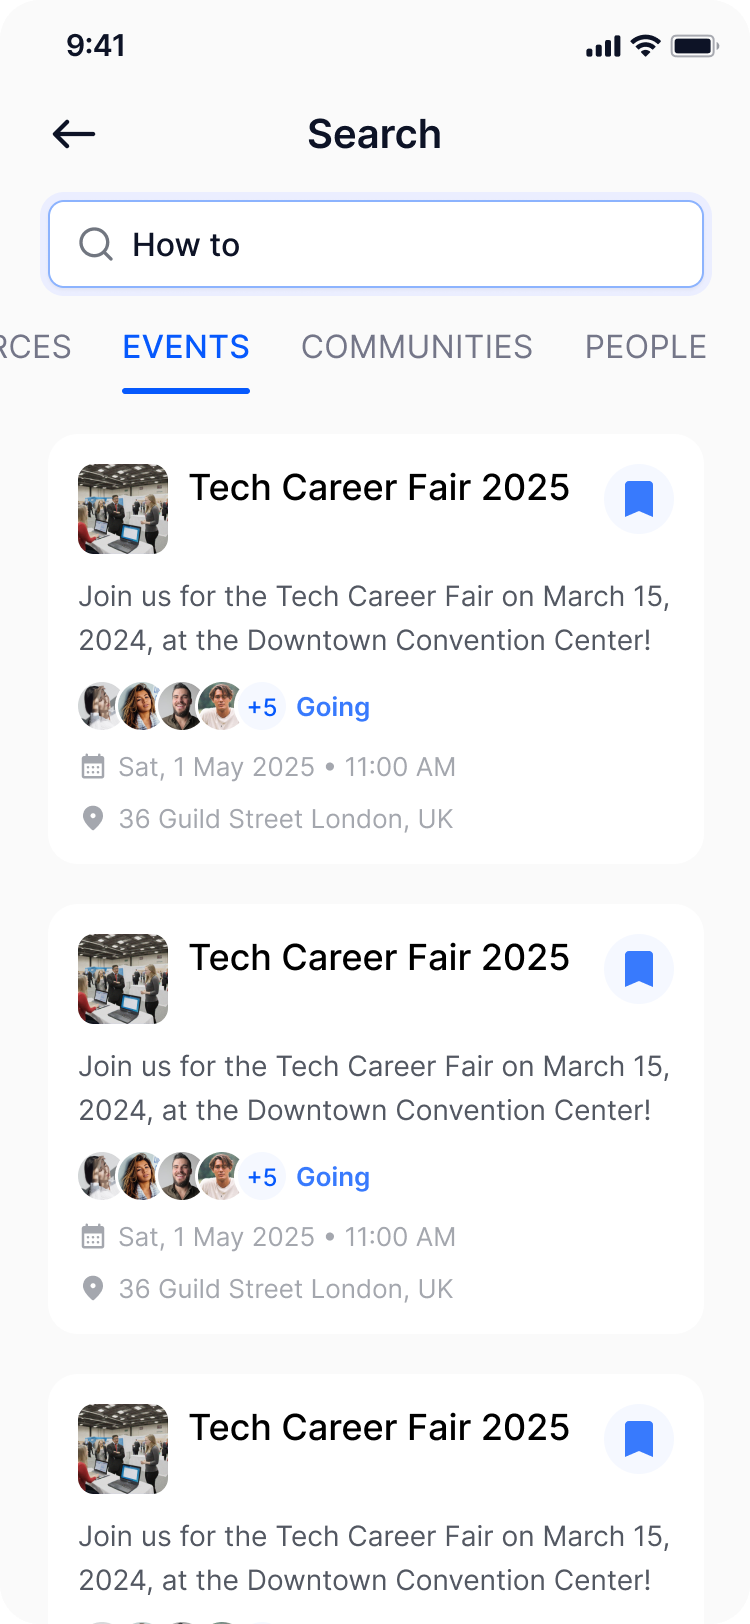 9:41
Search
How to
RCES EVENTS COMMUNITIES PEOPLE
Tech Career Fair 2025
Join us for the Tech Career Fair on March 15,
2024, at the Downtown Convention Center!
+5 Going
Sat, 1 May 2025 • 11:00 AM
36 Guild Street London, UK
Tech Career Fair 2025
Join us for the Tech Career Fair on March 15,
2024, at the Downtown Convention Center!
+5 Going
Sat, 1 May 2025 • 11:00 AM
36 Guild Street London, UK
Tech Career Fair 2025
Join us for the Tech Career Fair on March 15,
2024, at the Downtown Convention Center!